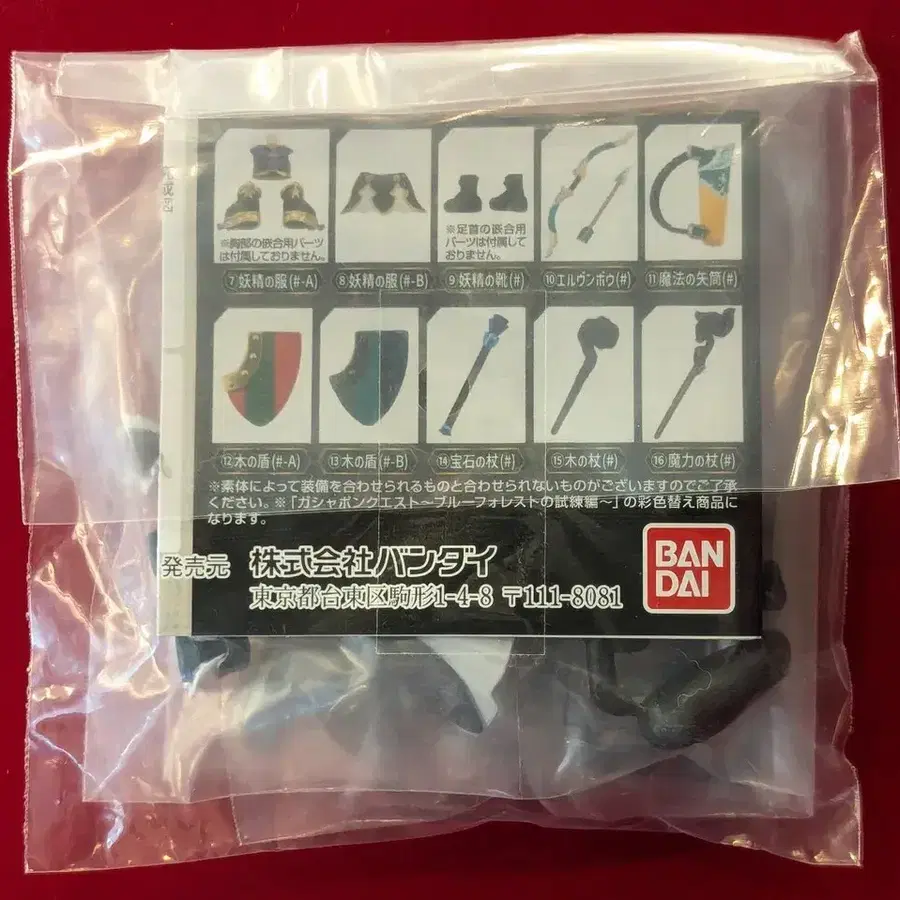 ※胸部の嵌合用パーツ
は付属しておりません。
※足首の嵌合用
パーツは付属して
おりません。
⑦妖精の服(#-A)
⑧妖精の服(#-B)
⑨妖精の靴(#)
⑩エルヴンボウ(#)
⑪魔法の矢筒(#)
⑫木の盾(#-A)
⑬木の盾(#-B)
⑭宝石の杖(#)
⑮木の杖(#)
⑯魔力の杖(#)
※素体によって装備を合わせられるものと合わせられないものがございますのでご了承
ください。※「ガシャポンクエスト～ブルーフォレストの試練編～」の彩色替え商品に
なります。
発売元 株式会社バンダイ
東京都台東区駒形1-4-8 〒111-8081
BAN
DAI